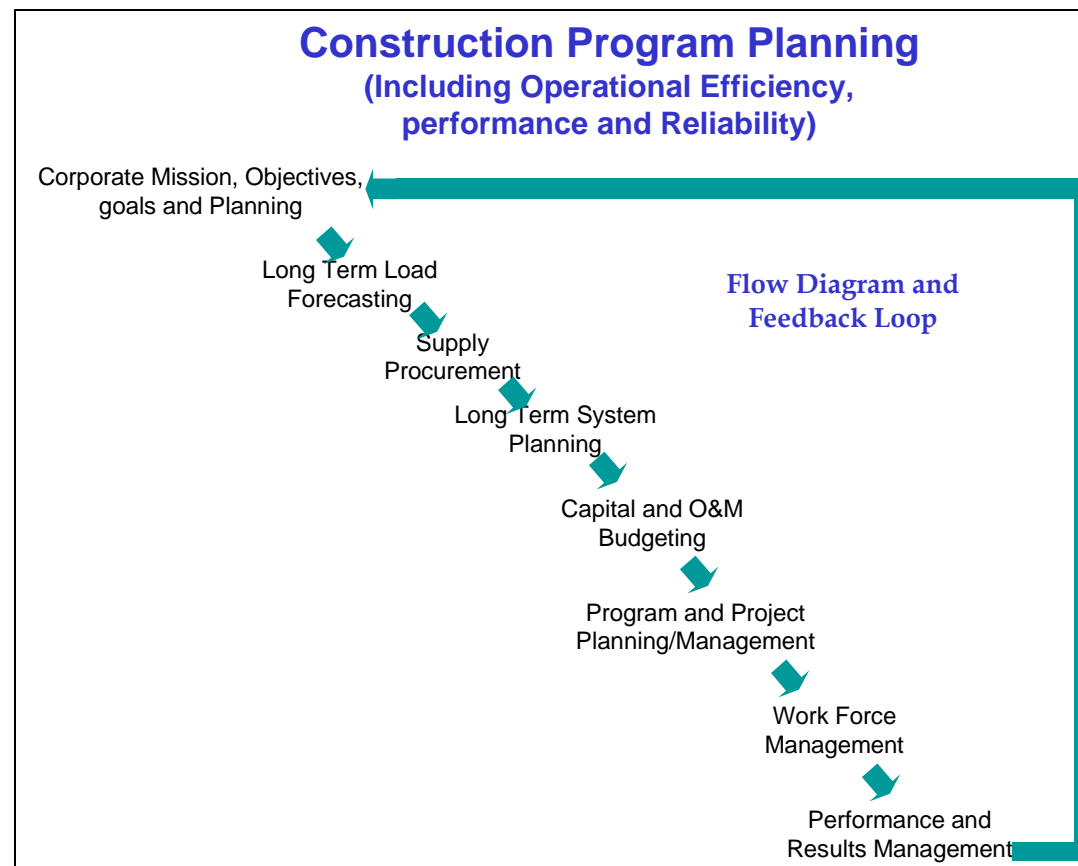 Construction Program Planning
(Including Operational Efficiency,
performance and Reliability)
Corporate Mission, Objectives,
goals and Planning
Long Term Load
Forecasting
Flow Diagram and
Feedback Loop
Supply
Procurement
Long Term System
Planning
Capital and O&M
Budgeting
Program and Project
Planning/Management
Work Force
Management
Performance and
Results Management